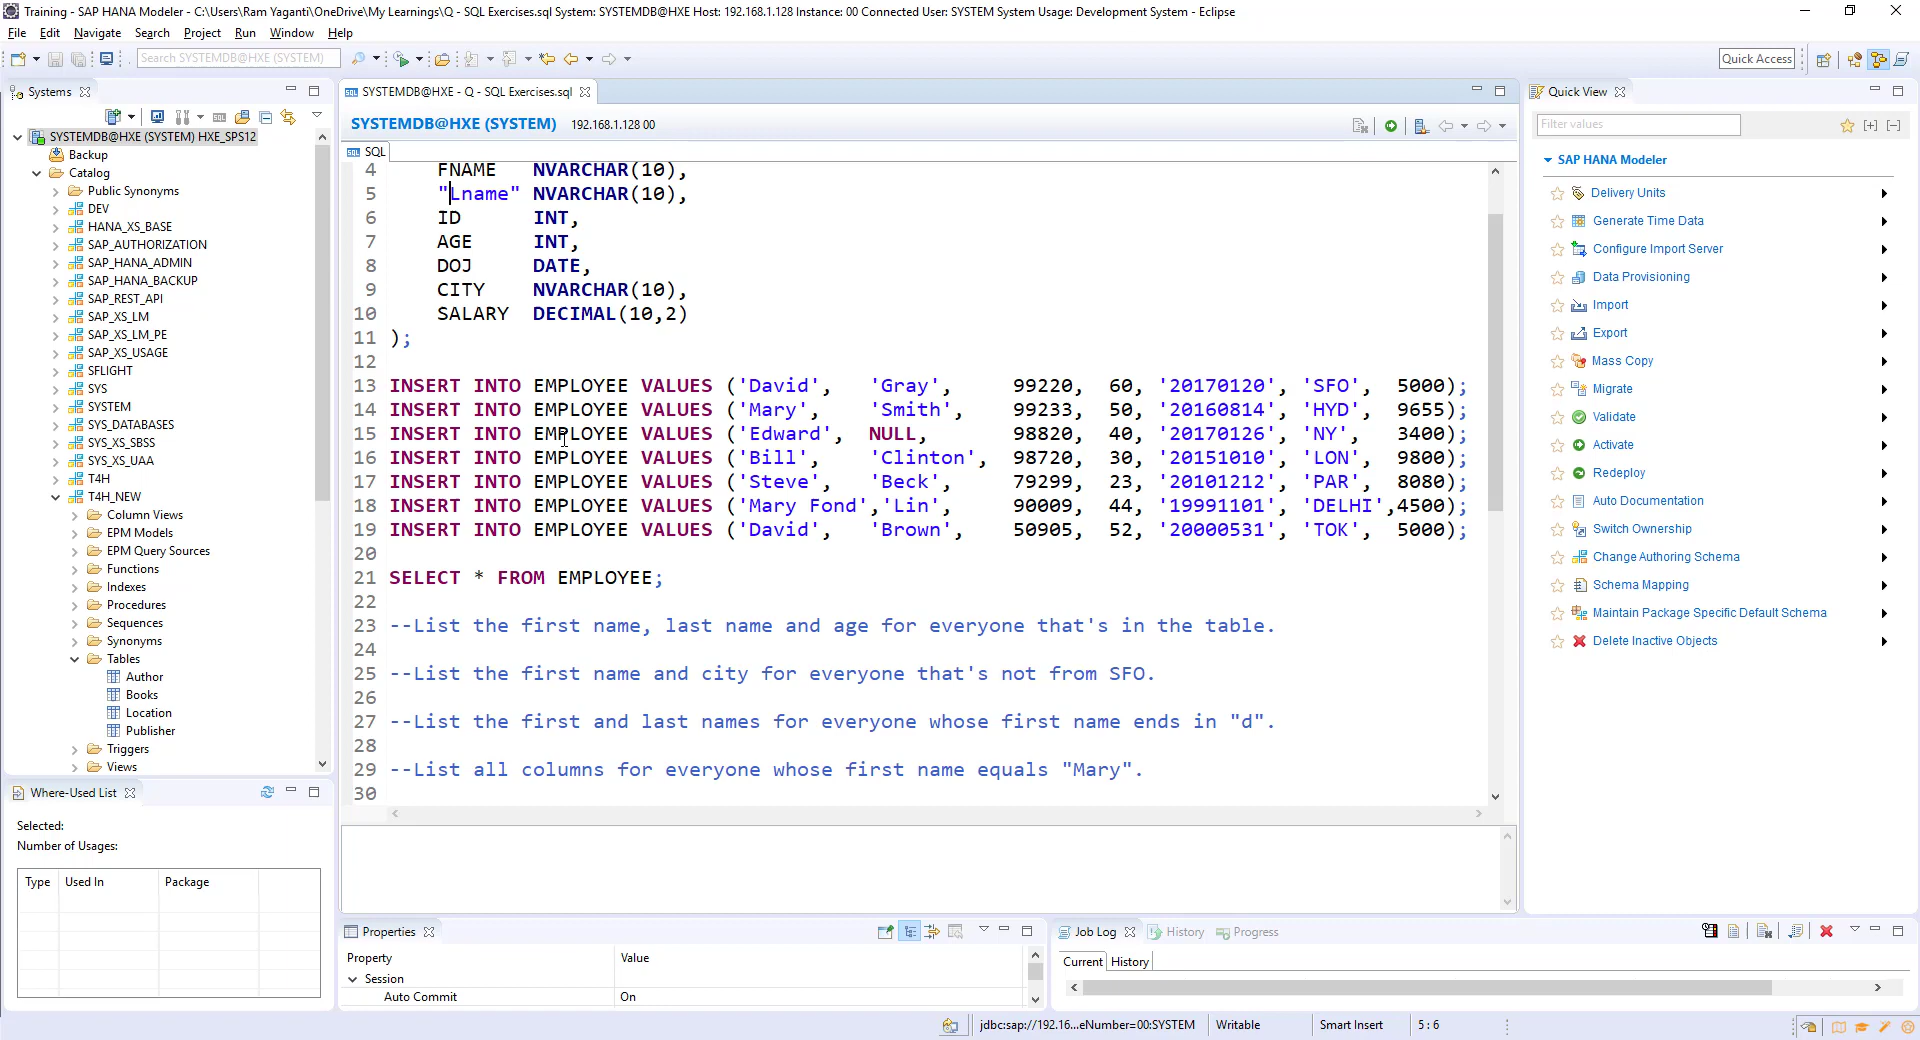 Training - SAP HANA Modeler - C:\Users\Ram Yaganti\OneDrive\My Learnings\Q - SQL Exercises.sql System: SYSTEMDB@HXE Host: 192.168.1.128 Instance: 00 Connected User: SYSTEM System Usage: Development System - Eclipse
File Edit Navigate Search Project Run Window Help
Search SYSTEMDB@HXE (SYSTEM)
Quick Access
Systems
SYSTEMDB@HXE (SYSTEM) HXE_SPS12
Backup
Catalog
Public Synonyms
DEV
HANA_XS_BASE
SAP_AUTHORIZATION
SAP_HANA_ADMIN
SAP_HANA_BACKUP
SAP_REST_API
SAP_XS_LM
SAP_XS_LM_PE
SAP_XS_USAGE
SFLIGHT
SYS
SYSTEM
SYS_DATABASES
SYS_XS_SBSS
SYS_XS_UAA
T4H
T4H_NEW
Column Views
EPM Models
EPM Query Sources
Functions
Indexes
Procedures
Sequences
Synonyms
Tables
Author
Books
Location
Publisher
Triggers
Views
Where-Used List
Selected:
Number of Usages:
Type Used In Package
SYSTEMDB@HXE - Q - SQL Exercises.sql
SYSTEMDB@HXE (SYSTEM) 192.168.1.128 00
SQL
4 FNAME NVARCHAR(10),
5 "Lname" NVARCHAR(10),
6 ID INT,
7 AGE INT,
8 DOJ DATE,
9 CITY NVARCHAR(10),
10 SALARY DECIMAL(10,2)
11 );
12
13 INSERT INTO EMPLOYEE VALUES ('David', 'Gray', 99220, 60, '20170120', 'SFO', 5000);
14 INSERT INTO EMPLOYEE VALUES ('Mary', 'Smith', 99233, 50, '20160814', 'HYD', 9655);
15 INSERT INTO EMPLOYEE VALUES ('Edward', NULL, 98820, 40, '20170126', 'NY', 3400);
16 INSERT INTO EMPLOYEE VALUES ('Bill', 'Clinton', 98720, 30, '20151010', 'LON', 9800);
17 INSERT INTO EMPLOYEE VALUES ('Steve', 'Beck', 79299, 23, '20101212', 'PAR', 8080);
18 INSERT INTO EMPLOYEE VALUES ('Mary Fond','Lin', 90009, 44, '19991101', 'DELHI',4500);
19 INSERT INTO EMPLOYEE VALUES ('David', 'Brown', 50905, 52, '20000531', 'TOK', 5000);
20
21 SELECT * FROM EMPLOYEE;
22
23 --List the first name, last name and age for everyone that's in the table.
24
25 --List the first name and city for everyone that's not from SFO.
26
27 --List the first and last names for everyone whose first name ends in "d".
28
29 --List all columns for everyone whose first name equals "Mary".
30
Quick View
Filter values
SAP HANA Modeler
Delivery Units
Generate Time Data
Configure Import Server
Data Provisioning
Import
Export
Mass Copy
Migrate
Validate
Activate
Redeploy
Auto Documentation
Switch Ownership
Change Authoring Schema
Schema Mapping
Maintain Package Specific Default Schema
Delete Inactive Objects
Properties
Property Value
Session
Auto Commit On
Job Log History Progress
Current History
jdbc:sap://192.16...eNumber=00:SYSTEM Writable Smart Insert 5 : 6